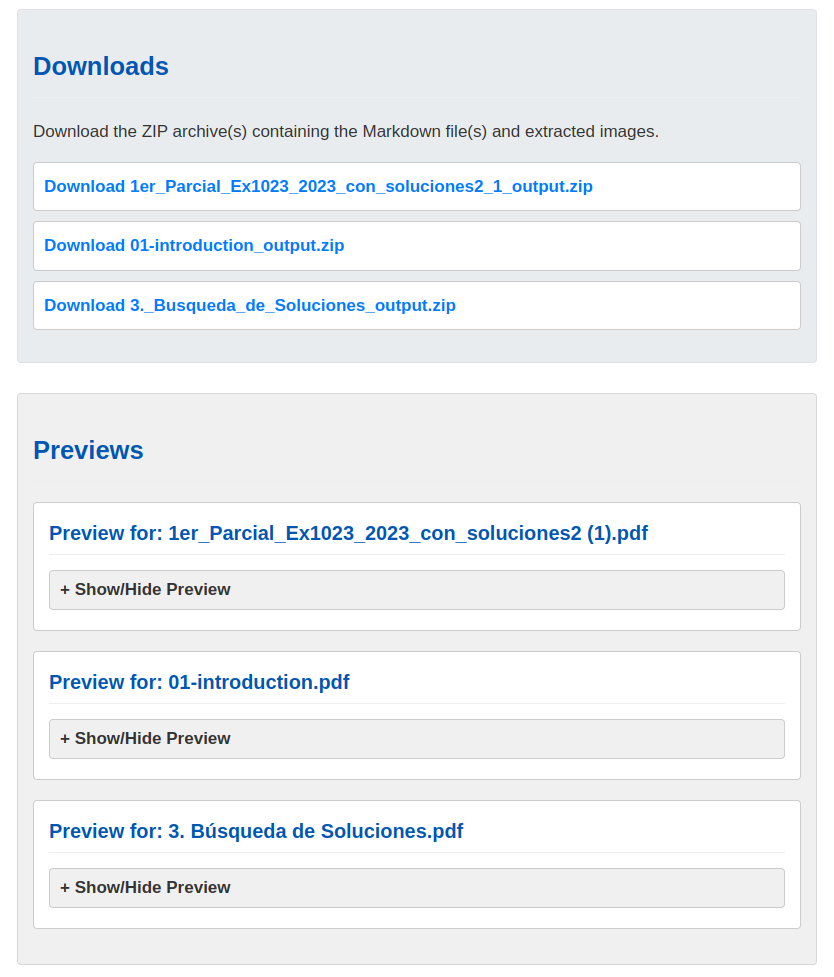 Downloads
Download the ZIP archive(s) containing the Markdown file(s) and extracted images.
Download 1er_Parcial_Ex1023_2023_con_soluciones2_1_output.zip
Download 01-introduction_output.zip
Download 3._Busqueda_de_Soluciones_output.zip
Previews
Preview for: 1er_Parcial_Ex1023_2023_con_soluciones2 (1).pdf
+ Show/Hide Preview
Preview for: 01-introduction.pdf
+ Show/Hide Preview
Preview for: 3. Búsqueda de Soluciones.pdf
+ Show/Hide Preview